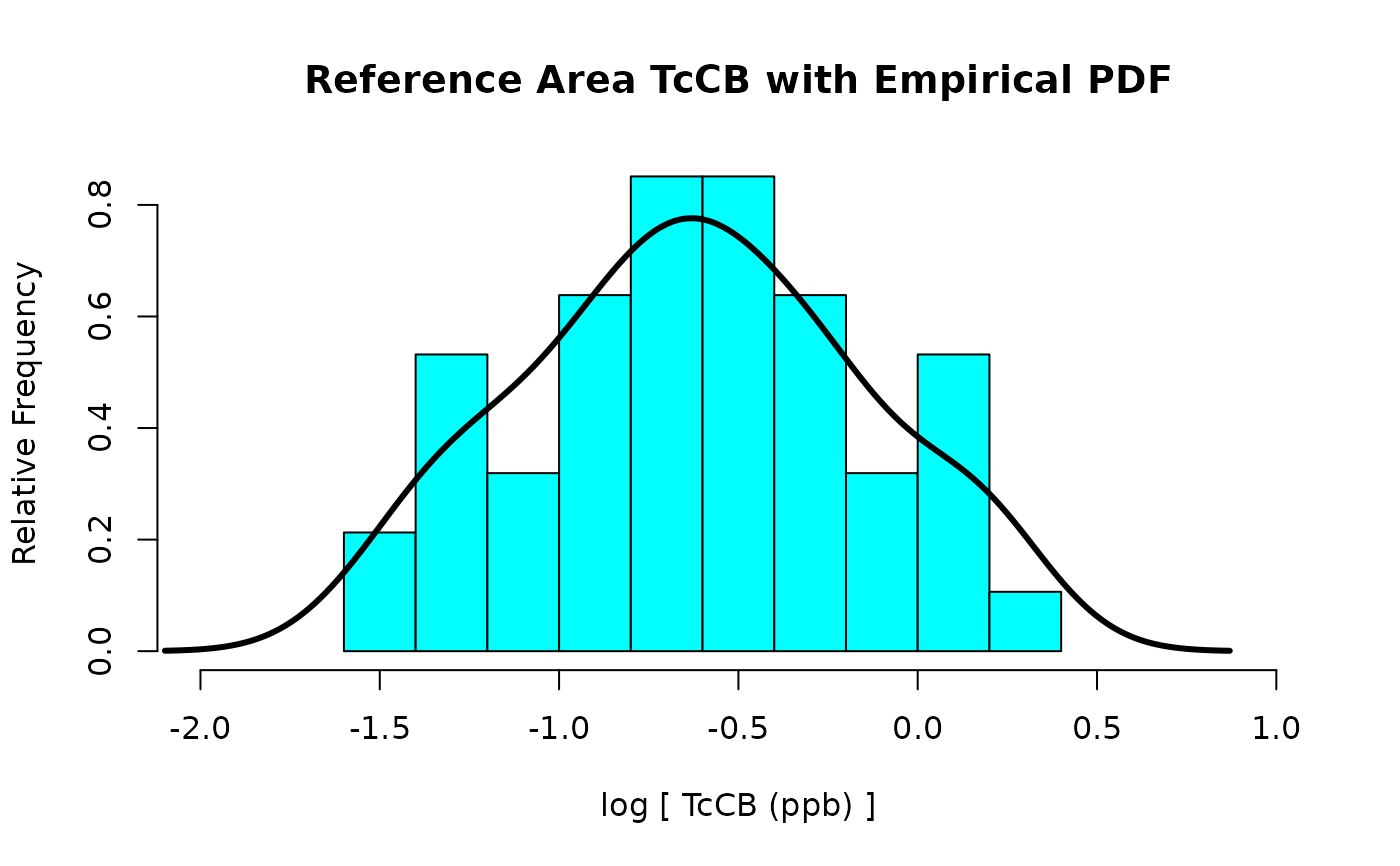 Reference Area TcCB with Empirical PDF
Relative Frequency
0.8
0.6
0.4
0.2
0.0
-2.0 -1.5 -1.0 -0.5 0.0 0.5 1.0
log [ TcCB (ppb) ]